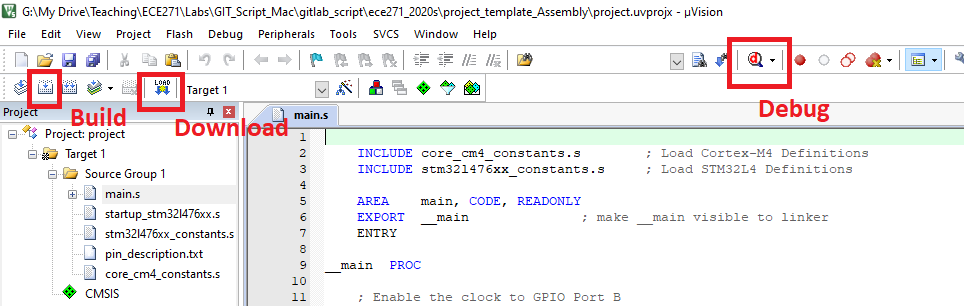 G:\My Drive\Teaching\ECE271\Labs\GIT_Script_Mac\gitlab_script\ece271_2020s\project_template_Assembly\project.uvprojx - µVision
File Edit View Project Flash Debug Peripherals Tools SVCS Window Help
LOAD
Target 1
Build Download Debug
Project
main.s
Project: project
Target 1
Source Group 1
main.s
startup_stm32l476xx.s
stm32l476xx_constants.s
pin_description.txt
core_cm4_constants.s
CMSIS
1
2 INCLUDE core_cm4_constants.s ; Load Cortex-M4 Definitions
3 INCLUDE stm32l476xx_constants.s ; Load STM32L4 Definitions
4
5 AREA main, CODE, READONLY
6 EXPORT __main ; make __main visible to linker
7 ENTRY
8
9 __main PROC
10
11 ; Enable the clock to GPIO Port B